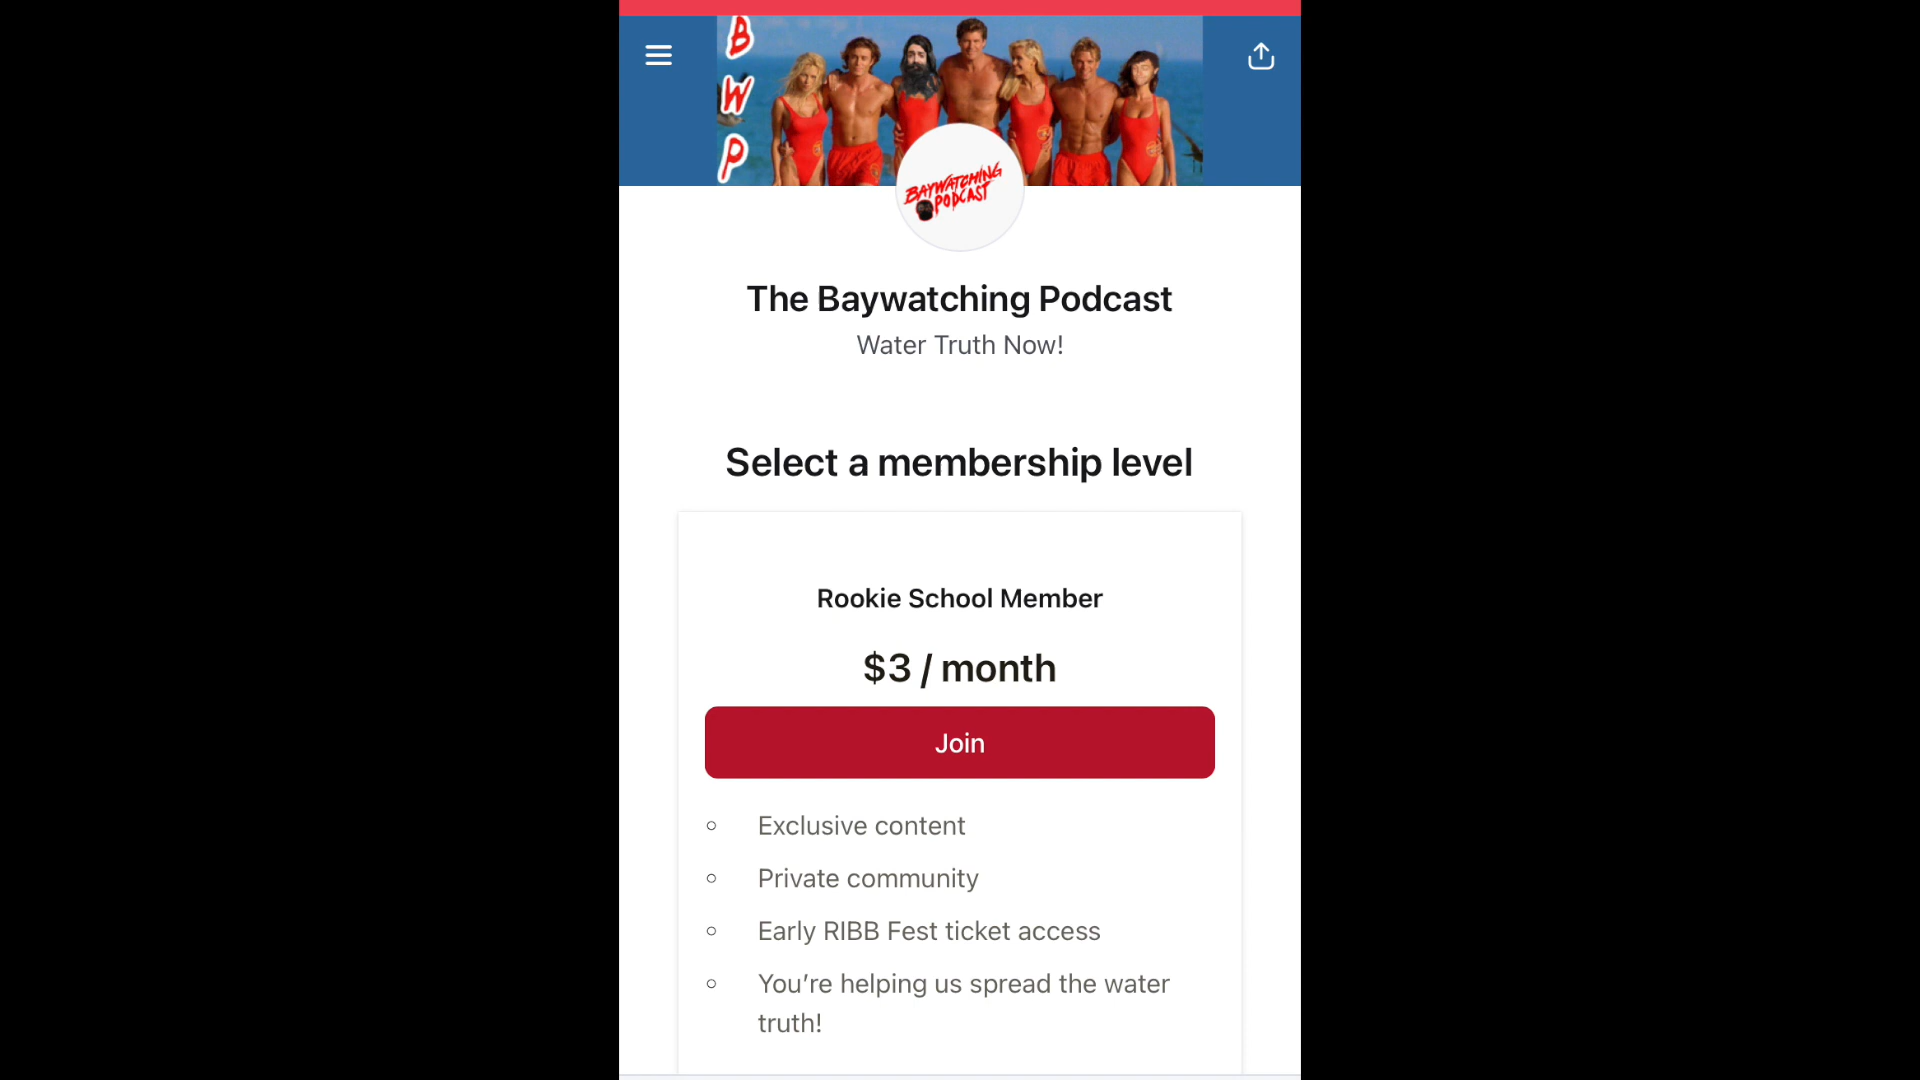 B
W
P
BAYWATCHING
PODCAST
The Baywatching Podcast
Water Truth Now!
Select a membership level
Rookie School Member
$3 / month
Join
Exclusive content
Private community
Early RIBB Fest ticket access
You’re helping us spread the water
truth!